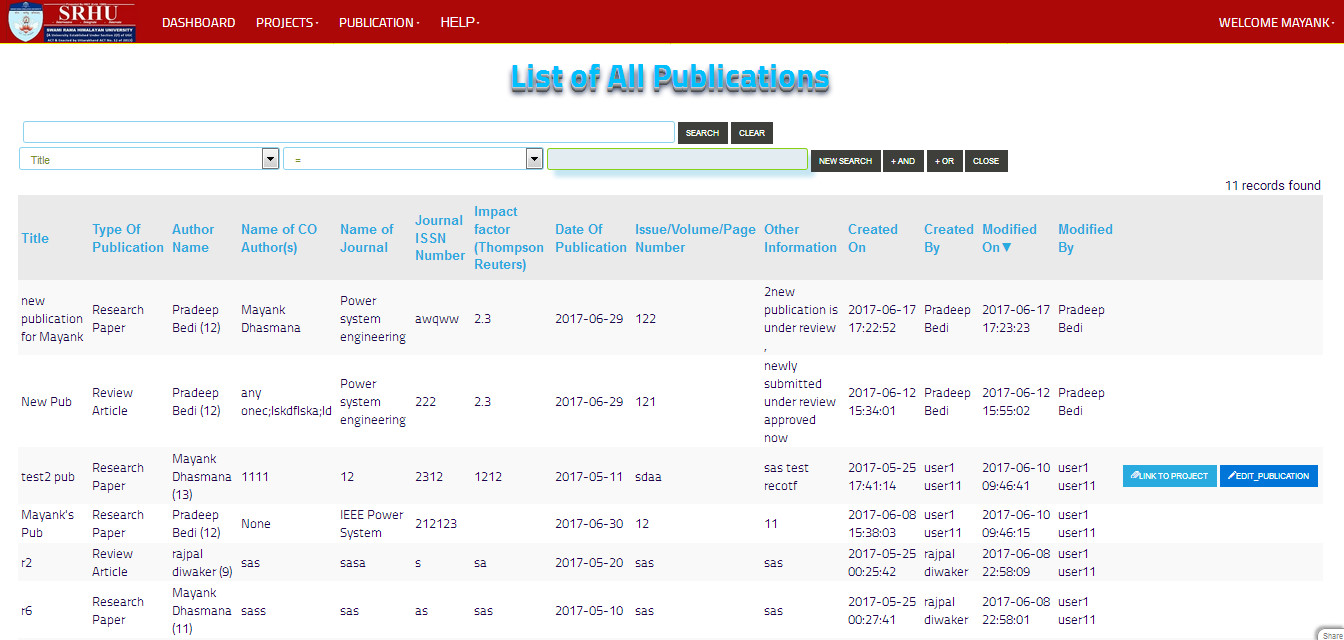 SRHU
SWAMI RAMA HIMALAYAN UNIVERSITY
DASHBOARD PROJECTS PUBLICATION HELP WELCOME MAYANK
List of All Publications
SEARCH CLEAR
Title = NEW SEARCH + AND + OR CLOSE
11 records found
Title
Type Of
Publication
Author
Name
Name of CO
Author(s)
Name of
Journal
Journal
ISSN
Number
Impact
factor
(Thompson
Reuters)
Date Of
Publication
Issue/Volume/Page
Number
Other
Information
Created
On
Created
By
Modified
On▼
Modified
By
new
publication
for Mayank
Research
Paper
Pradeep
Bedi (12)
Mayank
Dhasmana
Power
system
engineering
awqww
2.3
2017-06-29
122
2new
publication is
under review
,
2017-06-17
17:22:52
Pradeep
Bedi
2017-06-17
17:23:23
Pradeep
Bedi
New Pub
Review
Article
Pradeep
Bedi (12)
any
onec;lskdflska;ld
Power
system
engineering
222
2.3
2017-06-29
121
newly
submitted
under review
approved
now
2017-06-12
15:34:01
Pradeep
Bedi
2017-06-12
15:55:02
Pradeep
Bedi
test2 pub
Research
Paper
Mayank
Dhasmana
(13)
1111
12
2312
1212
2017-05-11
sdaa
sas test
recotf
2017-05-25
17:41:14
user1
user11
2017-06-10
09:46:41
user1
user11
LINK TO PROJECT
EDIT_PUBLICATION
Mayank's
Pub
Research
Paper
Pradeep
Bedi (12)
None
IEEE Power
System
212123
2017-06-30
12
11
2017-06-08
15:38:03
user1
user11
2017-06-10
09:46:15
user1
user11
r2
Review
Article
rajpal
diwaker (9)
sas
sasa
s
sa
2017-05-20
sas
sas
2017-05-25
00:25:42
rajpal
diwaker
2017-06-08
22:58:09
user1
user11
r6
Research
Paper
Mayank
Dhasmana
(11)
sass
sas
as
sas
2017-05-10
sas
sas
2017-05-25
00:27:41
rajpal
diwaker
2017-06-08
22:58:01
user1
user11
Share